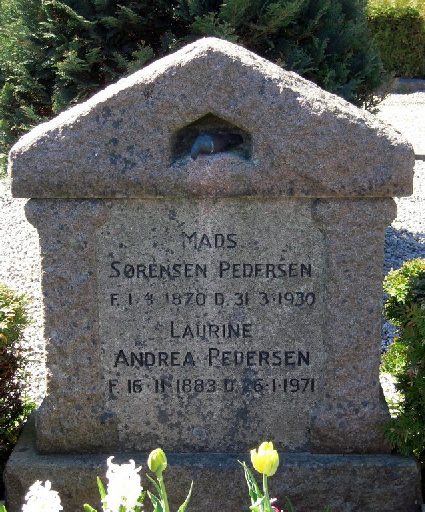 MADS
SØRENSEN PEDERSEN
F. 1. 4 1870 D. 31. 3. 1930
LAURINE
ANDREA PEDERSEN
F 16 11 1883 D. 26. 1. 1971